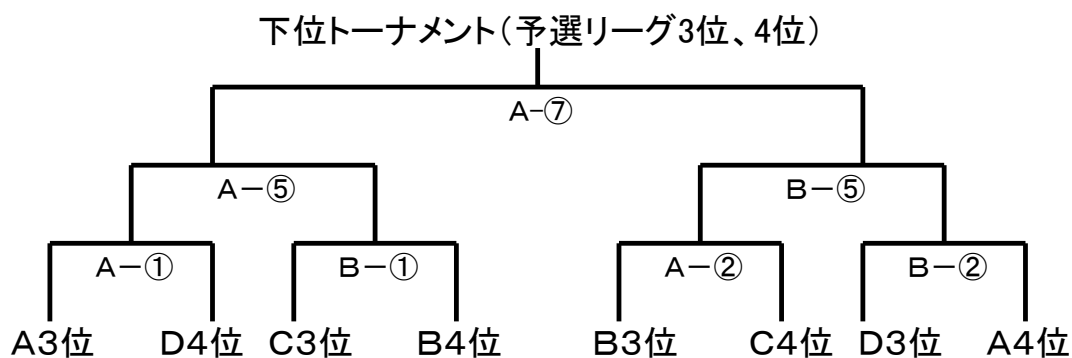 下位トーナメント（予選リーグ3位、4位）
A-⑦
A－⑤ B－⑤
A－① B－① A－② B－②
A3位 D4位 C3位 B4位 B3位 C4位 D3位 A4位